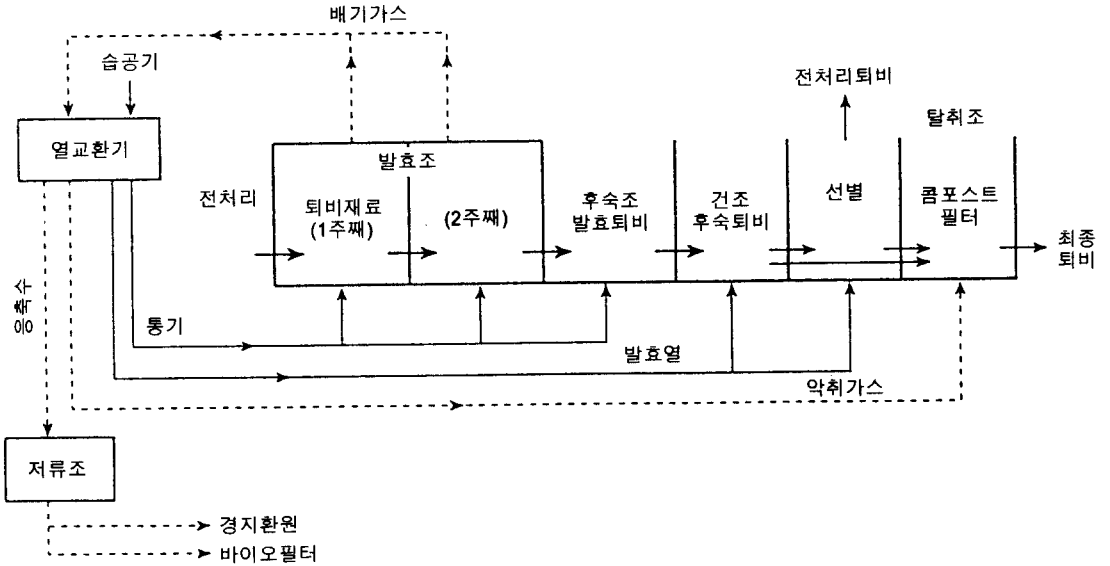 배기가스
습공기
열교환기
전처리퇴비
탈취조
전처리
발효조
퇴비재료
(1주째)
(2주째)
후숙조
발효퇴비
건조
후숙퇴비
선별
콤포스트
필터
최종
퇴비
응축수
통기
발효열
악취가스
저류조
경지환원
바이오필터